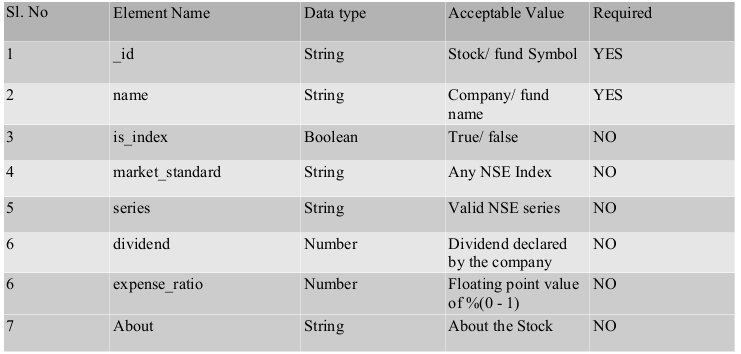 Sl. No Element Name Data type Acceptable Value Required
1 _id String Stock/ fund Symbol YES
2 name String Company/ fund YES
name
3 is_index Boolean True/ false NO
4 market_standard String Any NSE Index NO
5 series String Valid NSE series NO
6 dividend Number Dividend declared NO
by the company
6 expense_ratio Number Floating point value NO
of %(0 - 1)
7 About String About the Stock NO